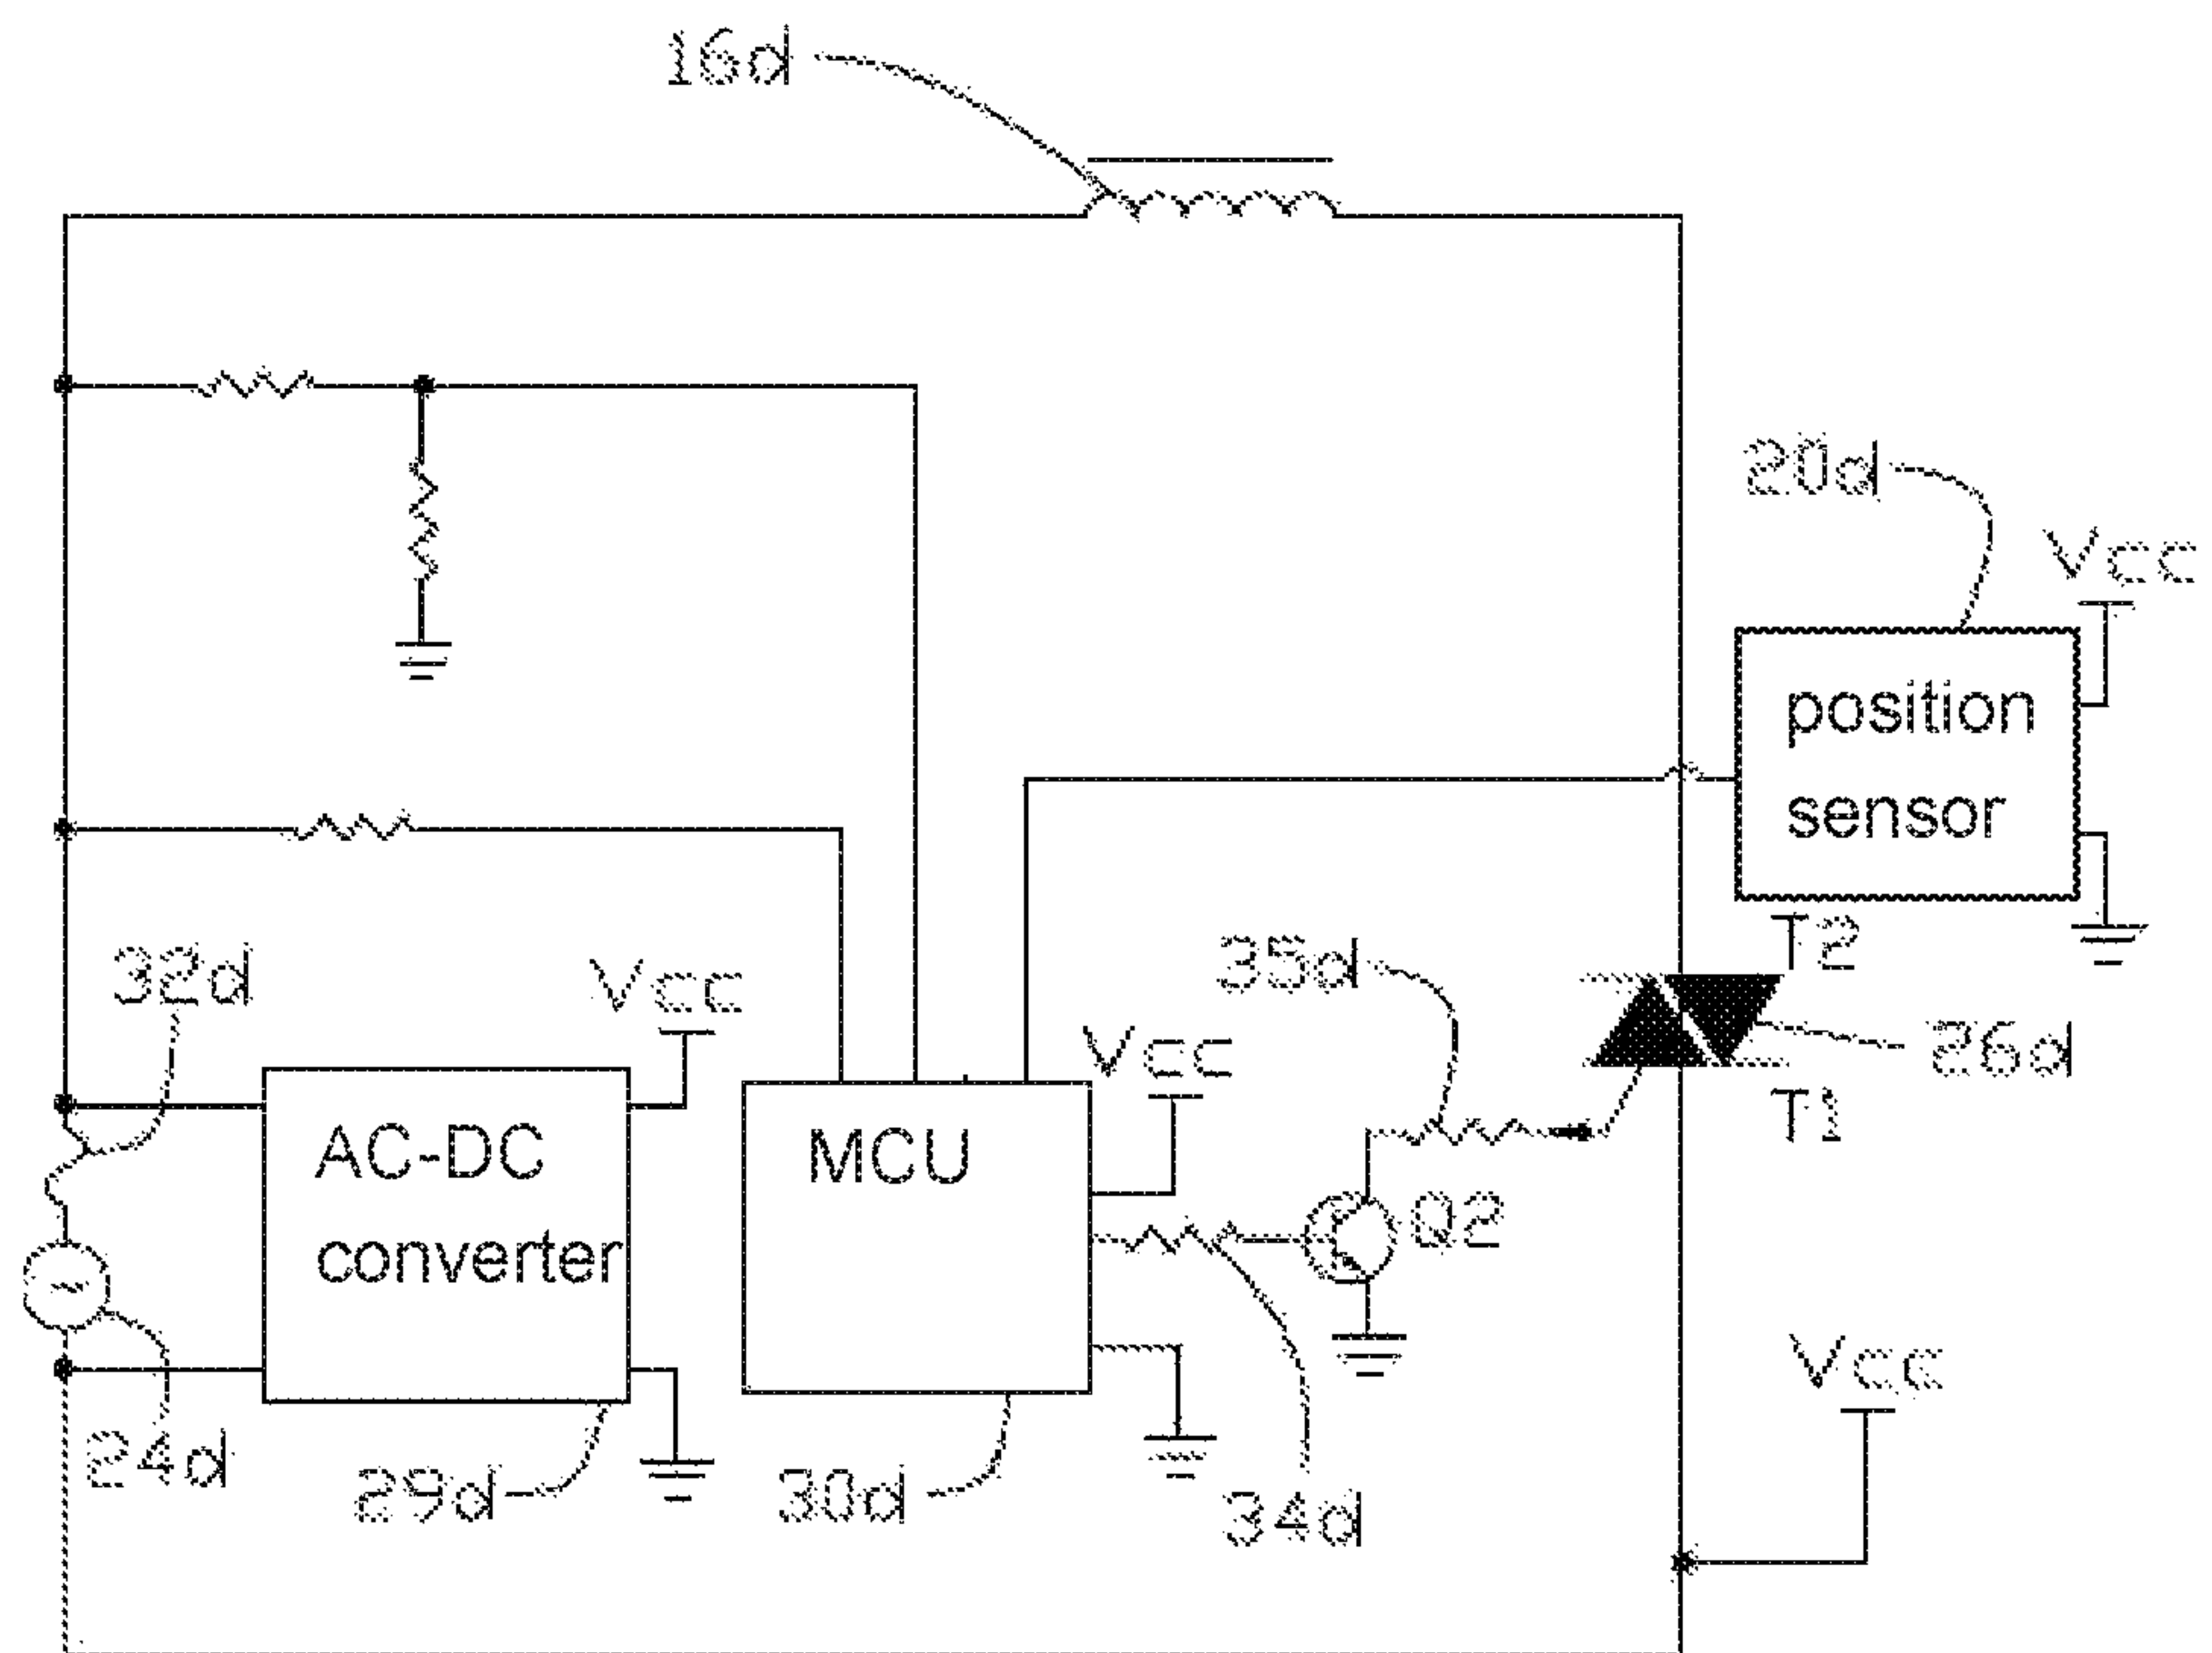 16d
20d
Vcc
position
sensor
T2
35d
32d
Vcc
Vcc
26d
T1
AC-DC
converter
MCU
Q2
~
Vcc
24d
29d
30d
34d